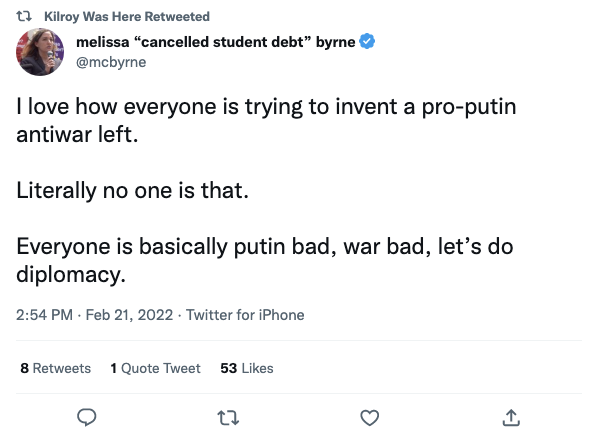 Kilroy Was Here Retweeted
melissa “cancelled student debt” byrne
@mcbyrne
I love how everyone is trying to invent a pro-putin
antiwar left.
Literally no one is that.
Everyone is basically putin bad, war bad, let’s do
diplomacy.
2:54 PM · Feb 21, 2022 · Twitter for iPhone
8 Retweets 1 Quote Tweet 53 Likes